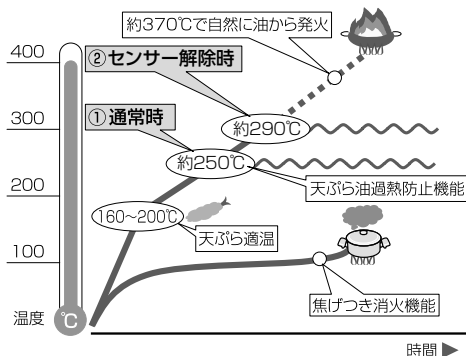 約370℃で自然に油から発火
400
②センサー解除時
300
①通常時
約290℃
約250℃
天ぷら油過熱防止機能
200
160～200℃
天ぷら適温
100
焦げつき消火機能
温度
℃
時間